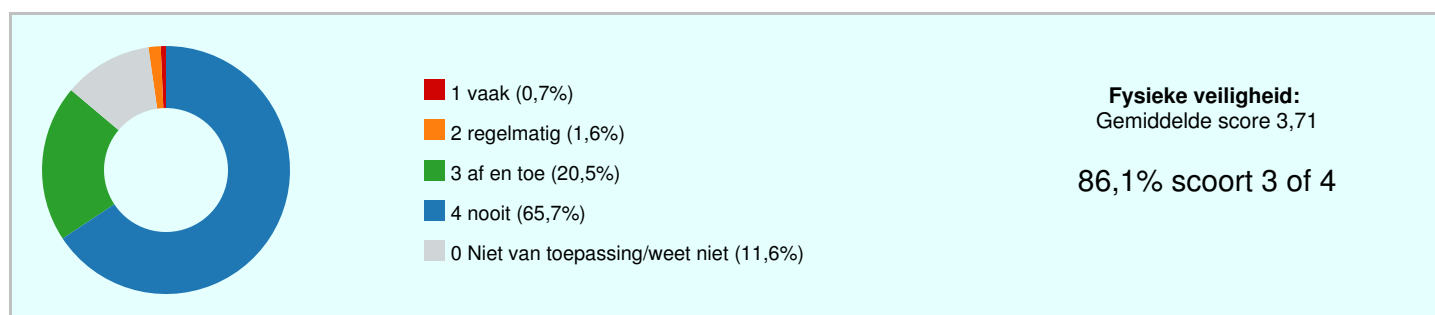 1 vaak (0,7%)
2 regelmatig (1,6%)
3 af en toe (20,5%)
4 nooit (65,7%)
0 Niet van toepassing/weet niet (11,6%)
Fysieke veiligheid:
Gemiddelde score 3,71
86,1% scoort 3 of 4